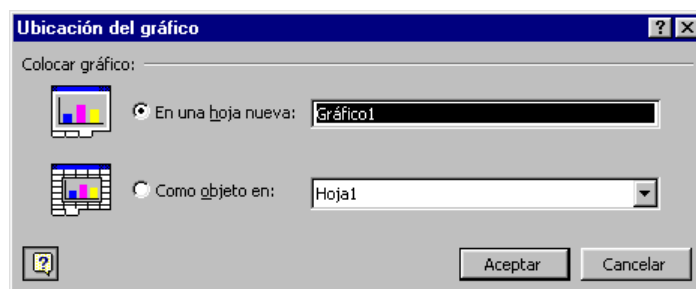 Ubicación del gráfico
Colocar gráfico:
En una hoja nueva: Gráfico1
Como objeto en: Hoja1
Aceptar Cancelar